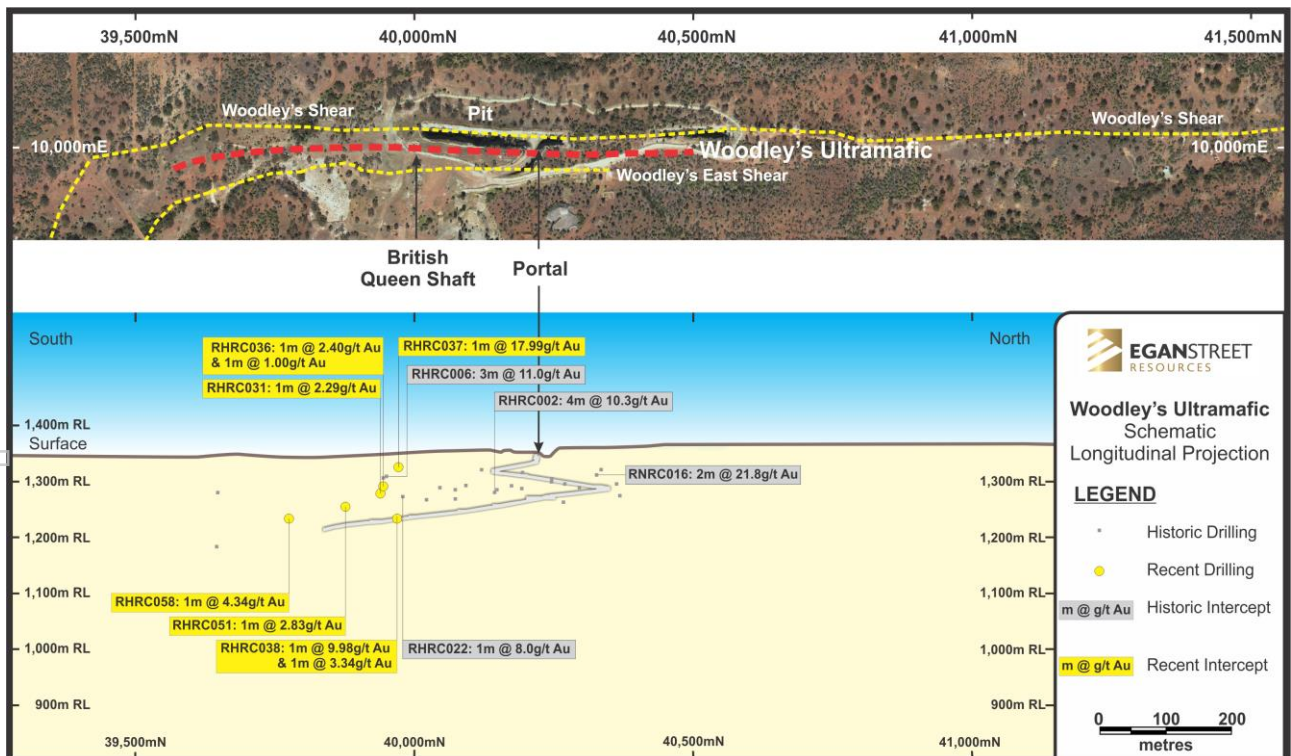 39,500mN 40,000mN 40,500mN 41,000mN 41,500mN
Woodley's Shear
Pit
Woodley's Shear
10,000mE
10,000mE
Woodley's Ultramafic
Woodley's East Shear
British
Queen Shaft
Portal
South
North
RHRC036: 1m @ 2.40g/t Au
& 1m @ 1.00g/t Au
RHRC037: 1m @ 17.99g/t Au
RHRC006: 3m @ 11.0g/t Au
RHRC031: 1m @ 2.29g/t Au
RHRC002: 4m @ 10.3g/t Au
1,400m RL
Surface
RNRC016: 2m @ 21.8g/t Au
1,300m RL
1,300m RL
1,200m RL
1,200m RL
1,100m RL
1,100m RL
RHRC058: 1m @ 4.34g/t Au
RHRC051: 1m @ 2.83g/t Au
RHRC038: 1m @ 9.98g/t Au
& 1m @ 3.34g/t Au
RHRC022: 1m @ 8.0g/t Au
1,000m RL
1,000m RL
900m RL
900m RL
39,500mN 40,000mN 40,500mN 41,000mN
EGANSTREET
RESOURCES
Woodley's Ultramafic
Schematic
Longitudinal Projection
LEGEND
Historic Drilling
Recent Drilling
m @ g/t Au Historic Intercept
m @ g/t Au Recent Intercept
0 100 200
metres